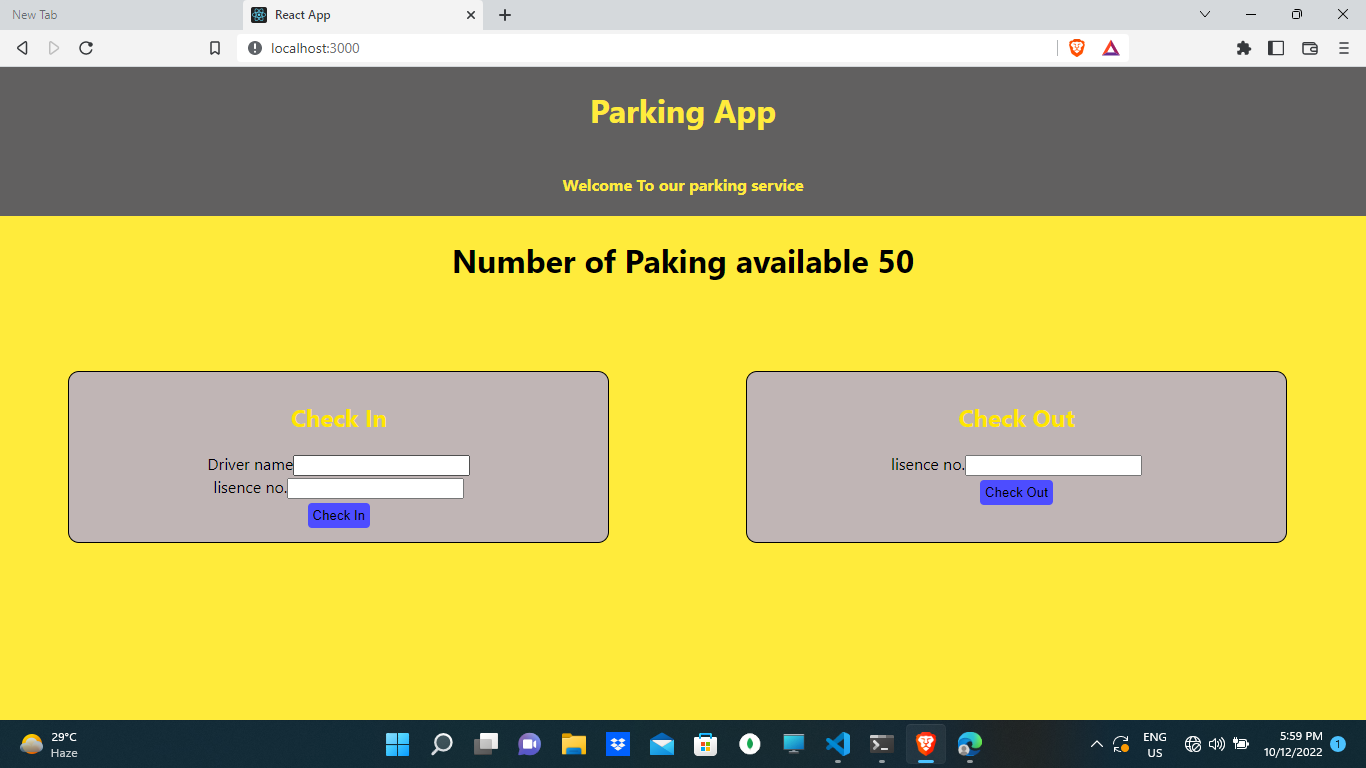 New Tab
React App
localhost:3000
Parking App
Welcome To our parking service
Number of Paking available 50
Check In
Driver name
lisence no.
Check In
Check Out
lisence no.
Check Out
29°C
Haze
ENG
US
5:59 PM
10/12/2022
1